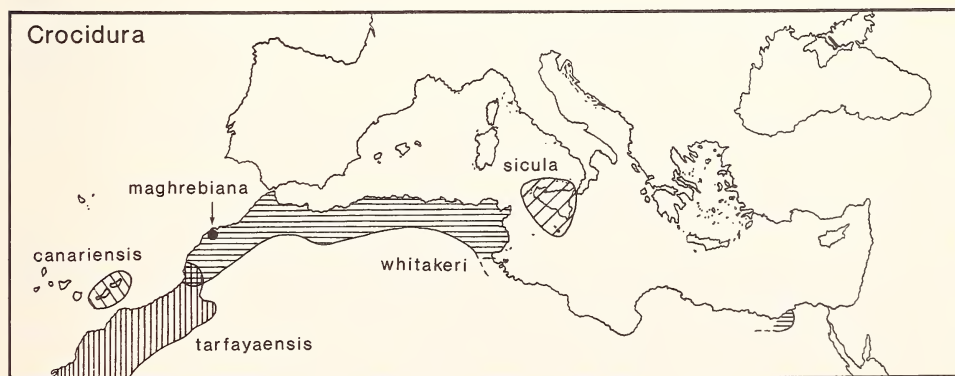 Crocidura
sicula
maghrebiana
canariensis
whitakeri
tarfayaensis